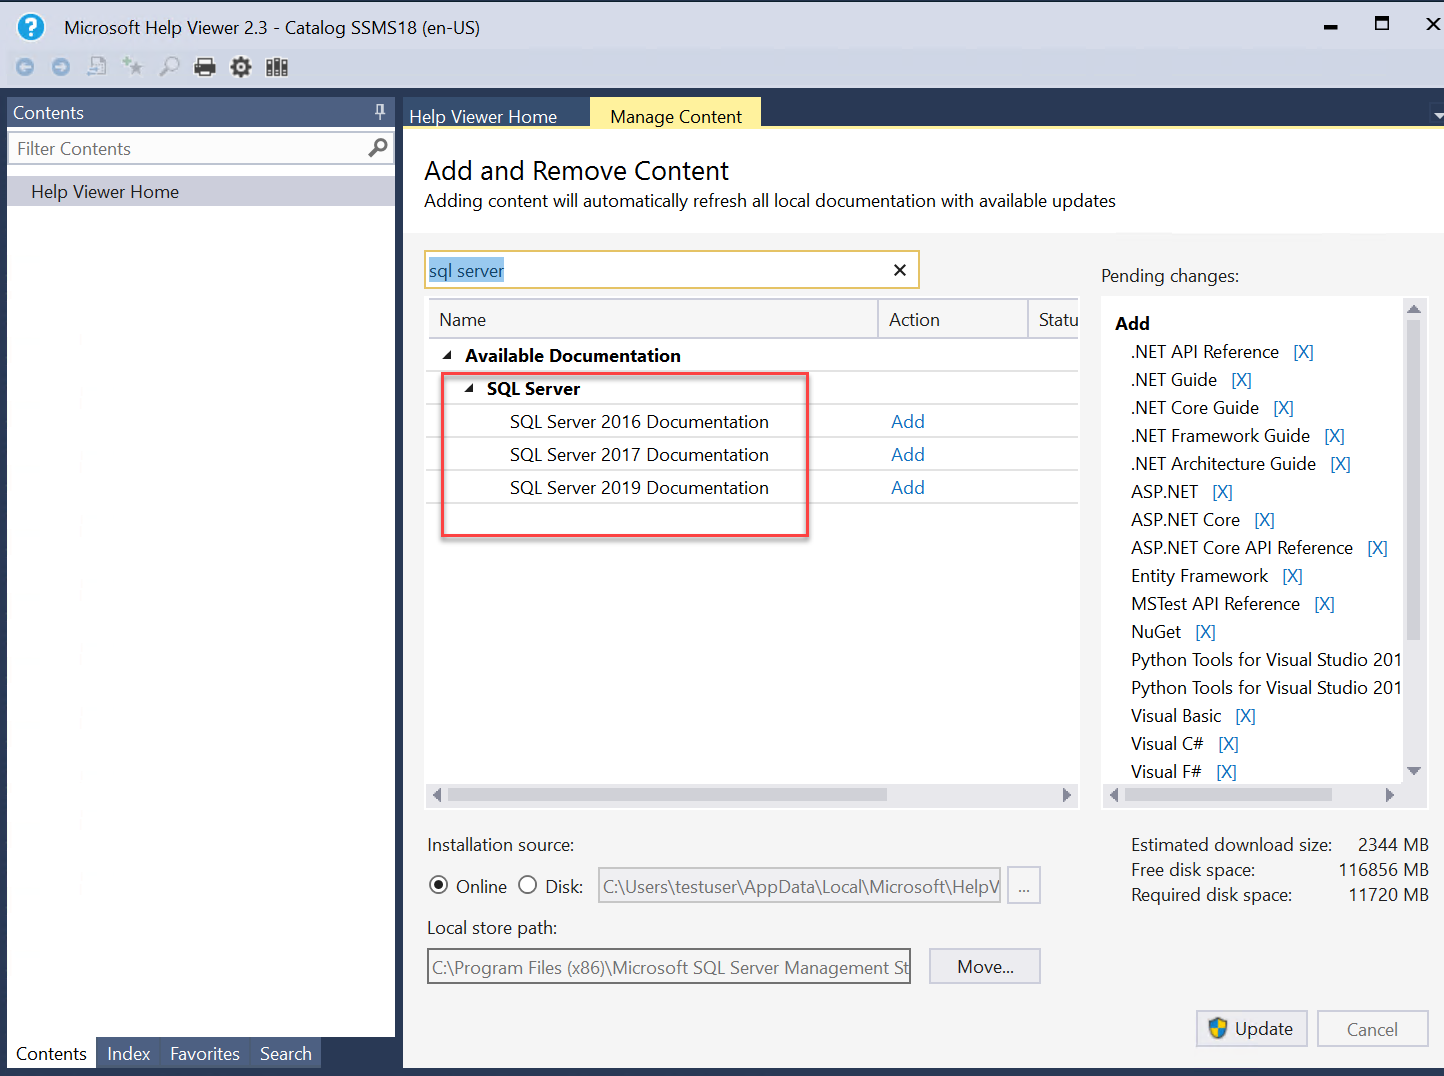 Microsoft Help Viewer 2.3 - Catalog SSMS18 (en-US)
Contents
Filter Contents
Help Viewer Home
Help Viewer Home
Manage Content
Add and Remove Content
Adding content will automatically refresh all local documentation with available updates
sql server
Name Action Statu
Available Documentation
SQL Server
SQL Server 2016 Documentation Add
SQL Server 2017 Documentation Add
SQL Server 2019 Documentation Add
Pending changes:
Add
.NET API Reference [X]
.NET Guide [X]
.NET Core Guide [X]
.NET Framework Guide [X]
.NET Architecture Guide [X]
ASP.NET [X]
ASP.NET Core [X]
ASP.NET Core API Reference [X]
Entity Framework [X]
MSTest API Reference [X]
NuGet [X]
Python Tools for Visual Studio 201
Python Tools for Visual Studio 201
Visual Basic [X]
Visual C# [X]
Visual F# [X]
Installation source:
Online Disk: C:\Users\testuser\AppData\Local\Microsoft\HelpV ...
Local store path:
C:\Program Files (x86)\Microsoft SQL Server Management St Move...
Estimated download size: 2344 MB
Free disk space: 116856 MB
Required disk space: 11720 MB
Update Cancel
Contents Index Favorites Search